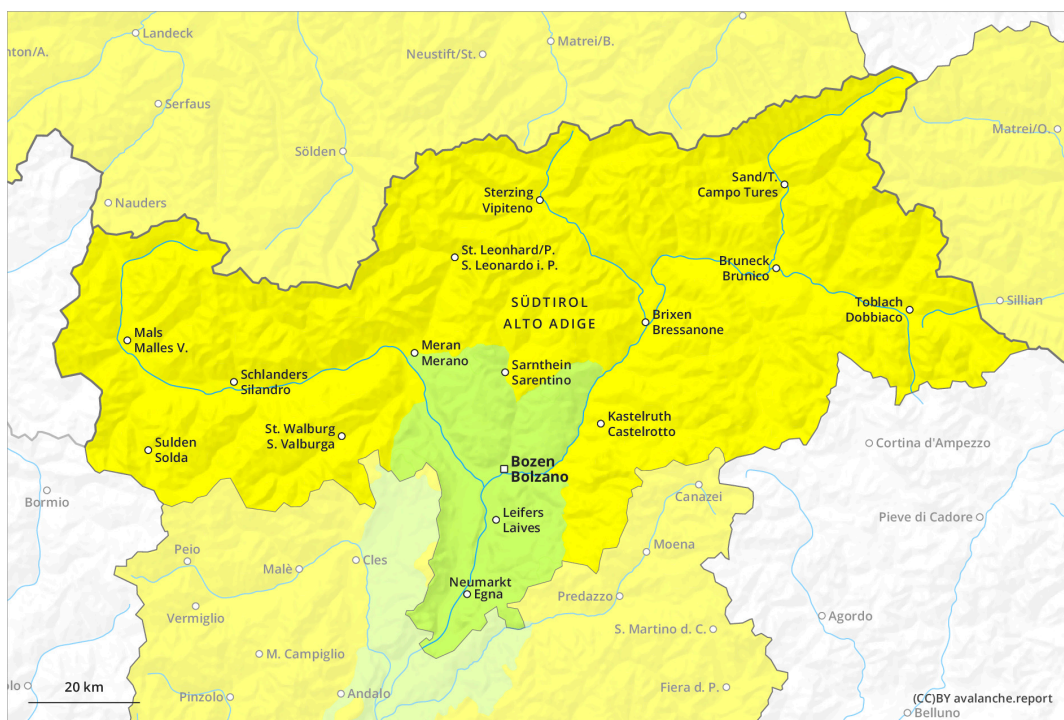 Landeck
nton/A.
Neustift/St.
Matrei/B.
Serfaus
Matrei/O.
Sölden
Sand/T.
Campo Tures
Sterzing
Vipiteno
Nauders
St. Leonhard/P.
S. Leonardo i. P.
Bruneck
Brunico
SÜDTIROL
ALTO ADIGE
Toblach
Dobbiaco
Sillian
Brixen
Bressanone
Mals
Malles V.
Meran
Merano
Sarnthein
Sarentino
Schlanders
Silandro
Kastelruth
Castelrotto
St. Walburg
S. Valburga
Sulden
Solda
Cortina d'Ampezzo
Bozen
Bolzano
Bormio
Canazei
Leifers
Laives
Pieve di Cadore
Peio
Moena
Cles
Malè
Neumarkt
Egna
Predazzo
Vermiglio
Agordo
S. Martino d. C.
M. Campiglio
lo
20 km
Fiera d. P.
Pinzolo
Andalo
(CC)BY avalanche.report
Belluno